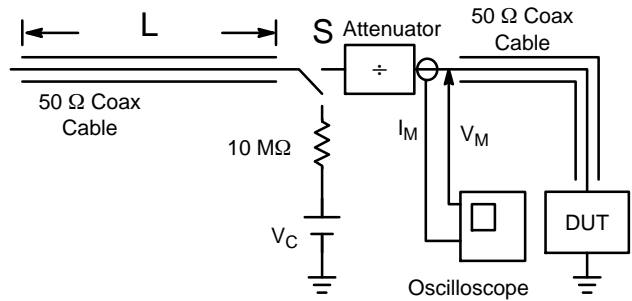 L
S
Attenuator
÷
50 Ω Coax
Cable
50 Ω Coax
Cable
10 MΩ
I_M
V_M
V_C
DUT
Oscilloscope